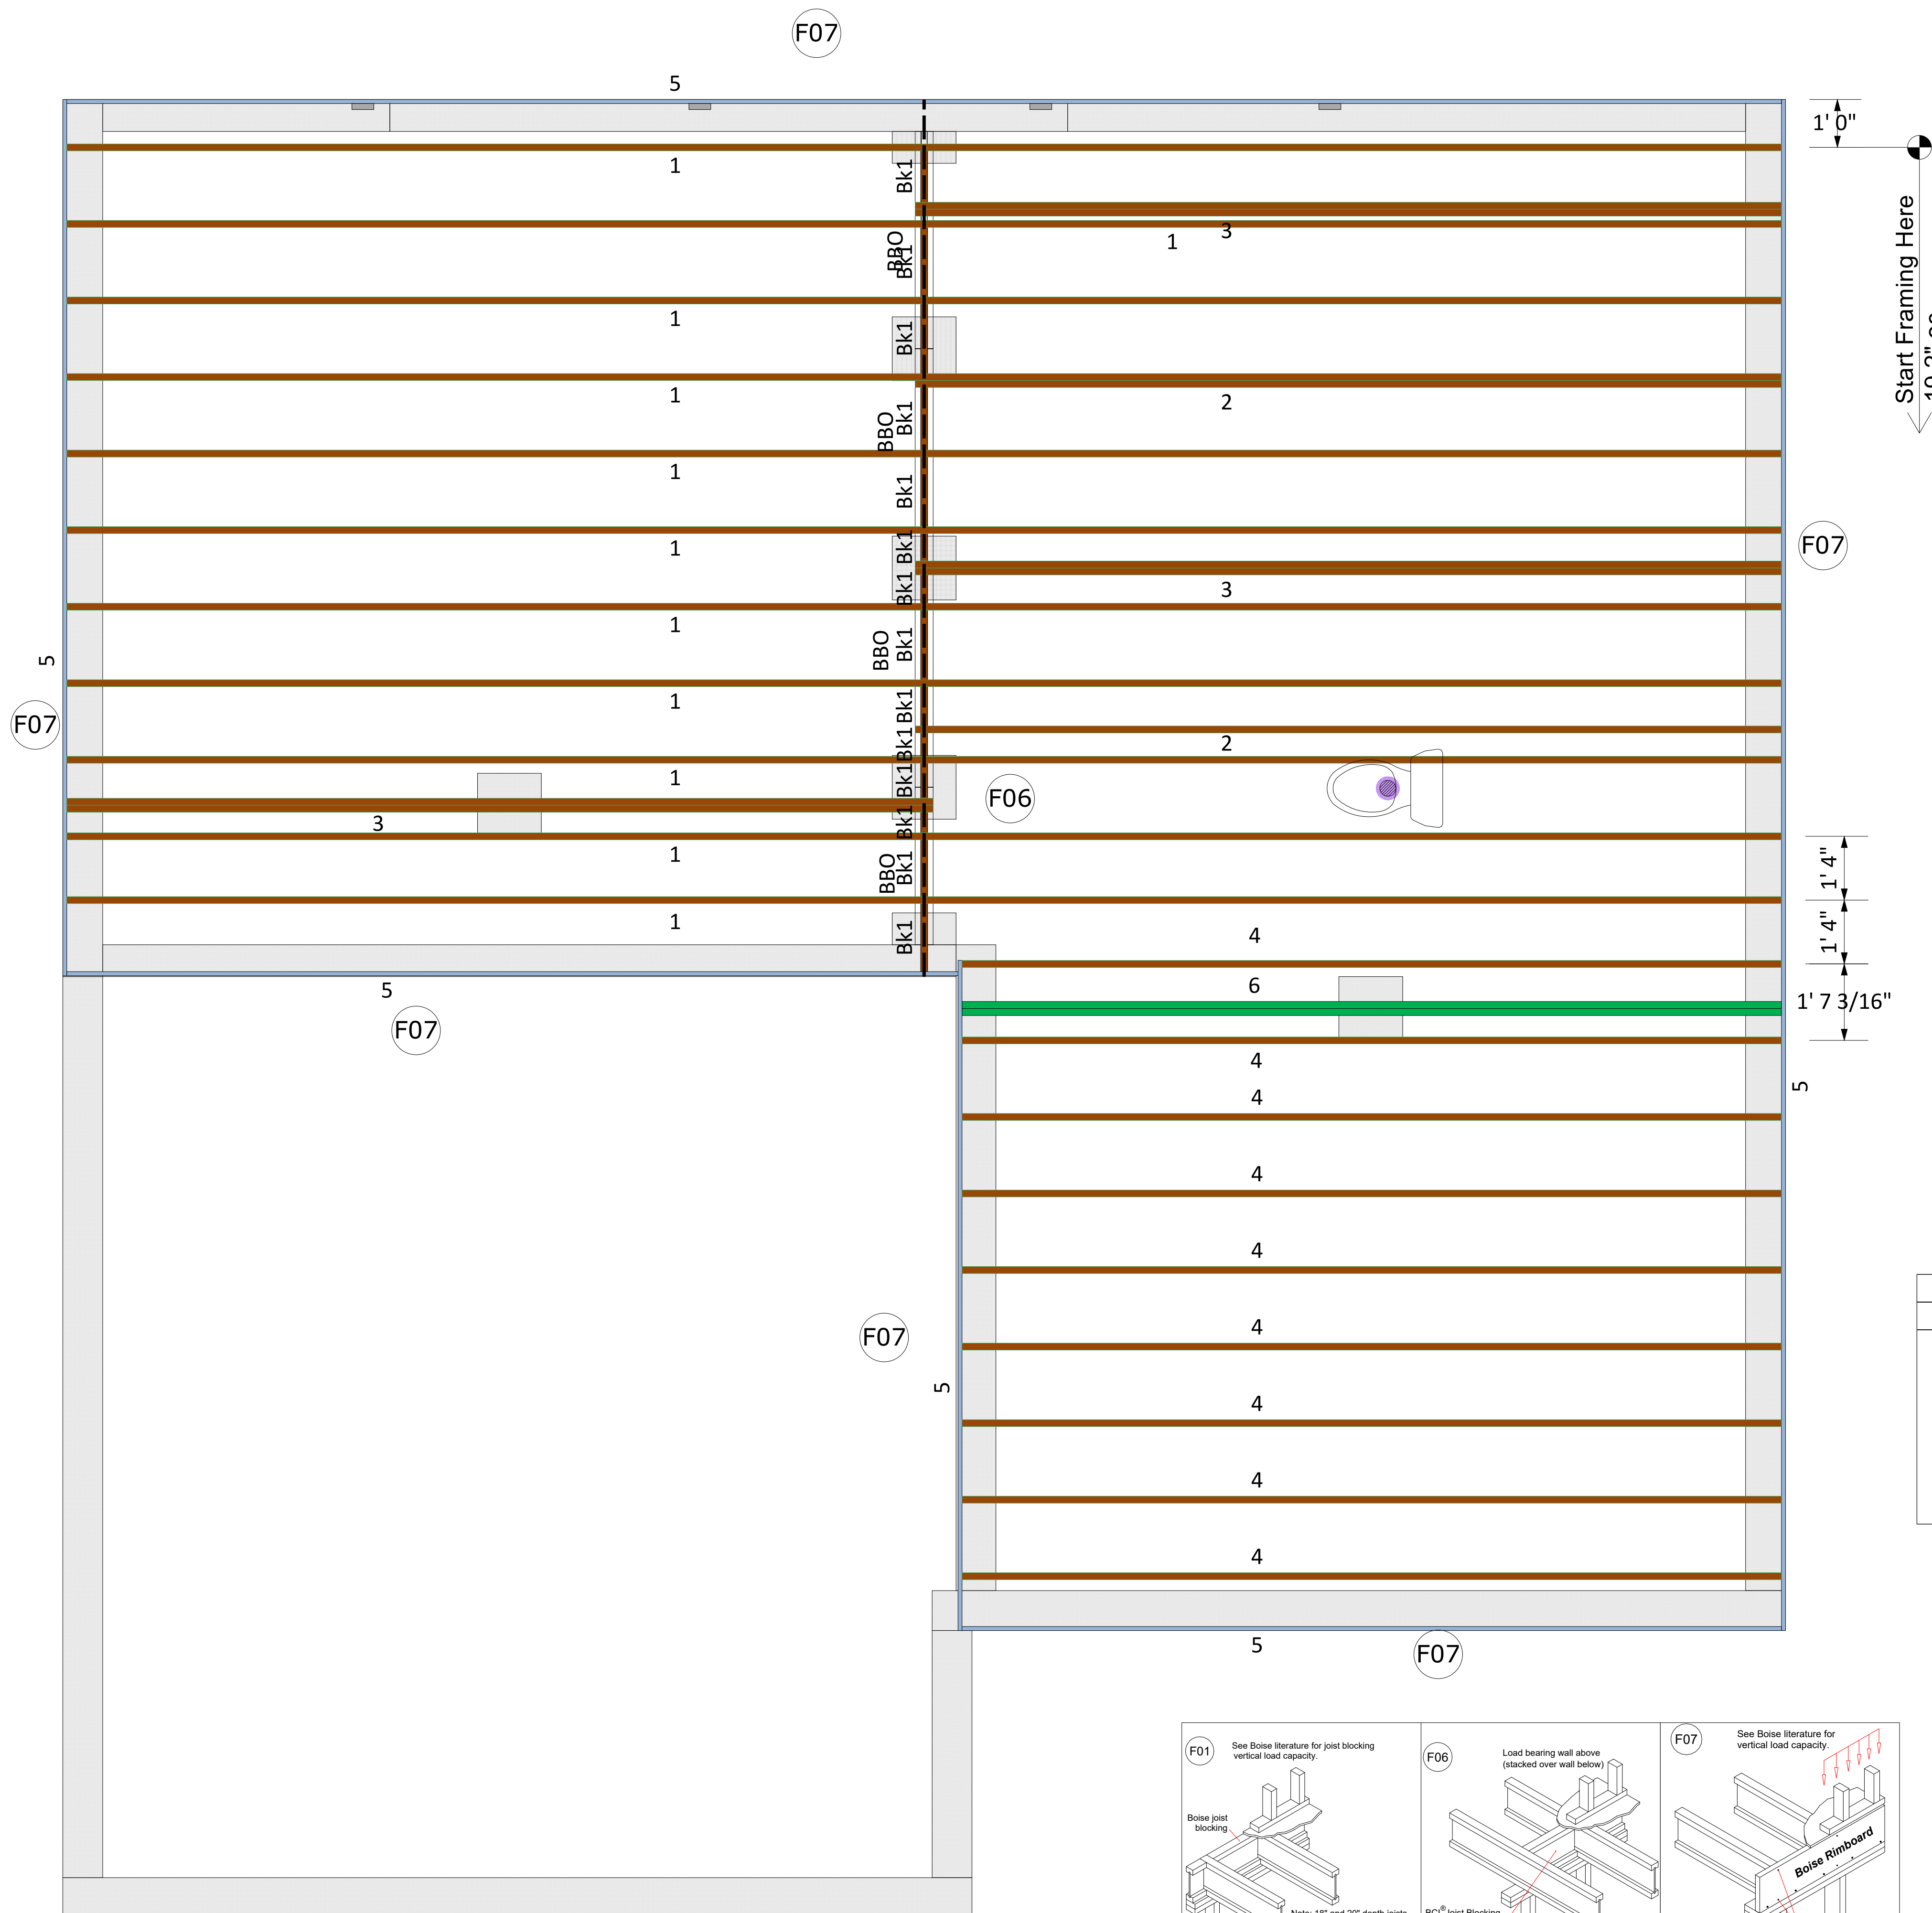 F07
5
1' 0"
1
Bk1
3
1
BBO
Bk1
Start Framing Here
1
Bk1
1
2
BBO
Bk1
1
Bk1
F07
1
Bk1
Bk1
3
1
BBO
Bk1
5
1
Bk1
F07
2
Bk1
1
Bk1
F06
3
Bk1
1
BBO
Bk1
1' 4"
1
Bk1
4
1' 4"
5
6
1' 7 3/16"
F07
4
5
4
4
4
F07
4
5
4
4
4
5
F07
F01
See Boise literature for joist blocking
vertical load capacity.
Boise joist
blocking
F06
Load bearing wall above
(stacked over wall below)
BCI® Joist Blocking
F07
See Boise literature for
vertical load capacity.
Boise Rimboard